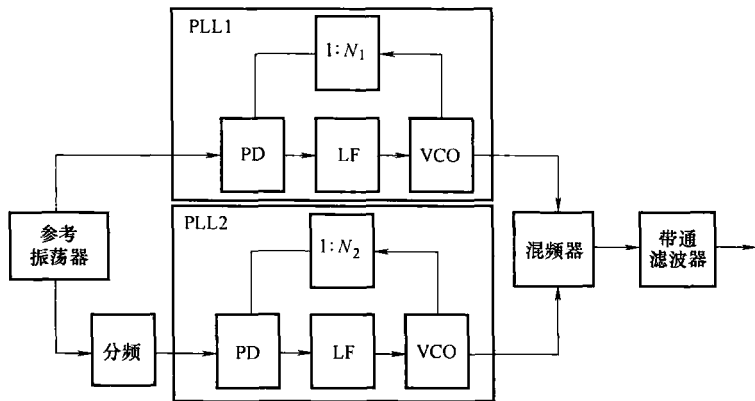 PLL1
1:N₁
PD
LF
VCO
参考
振荡器
PLL2
1:N₂
混频器
带通
滤波器
分频
PD
LF
VCO